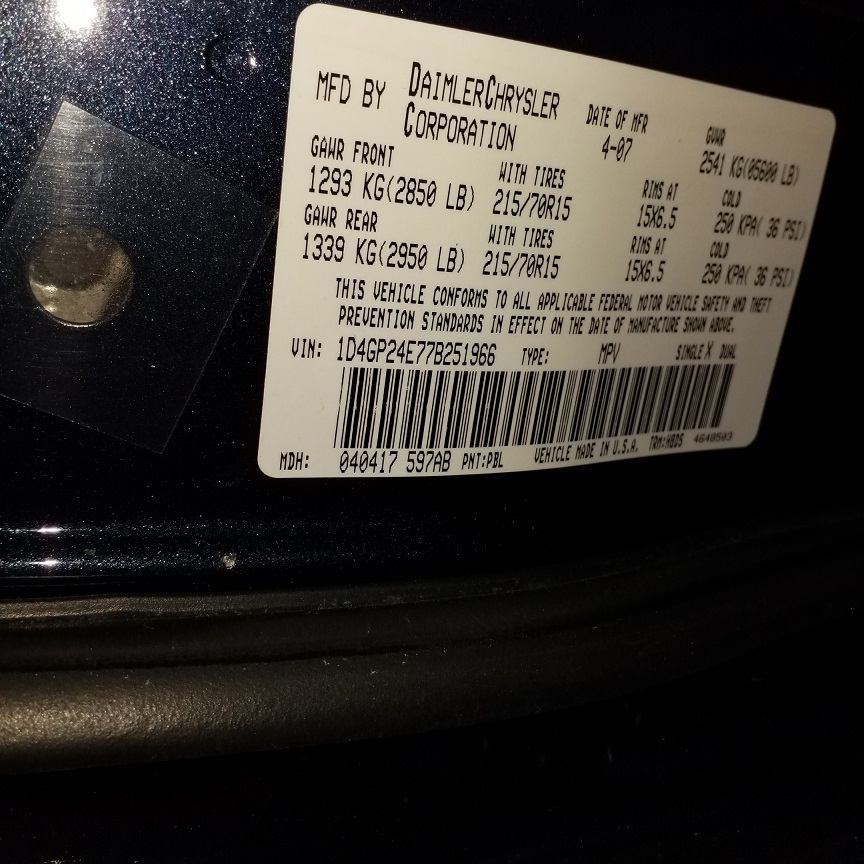 MFD BY DAIMLERCHRYSLER CORPORATION
DATE OF MFR 4-07
GVWR 2541 KG(05600 LB)
GAWR FRONT WITH TIRES RIMS AT COLD
1293 KG(2850 LB) 215/70R15 15X6.5 250 KPA( 36 PSI)
GAWR REAR WITH TIRES RIMS AT COLD
1339 KG(2950 LB) 215/70R15 15X6.5 250 KPA( 36 PSI)
THIS VEHICLE CONFORMS TO ALL APPLICABLE FEDERAL MOTOR VEHICLE SAFETY AND THEFT
PREVENTION STANDARDS IN EFFECT ON THE DATE OF MANUFACTURE SHOWN ABOVE.
VIN: 1D4GP24E77B251966 TYPE: MPV SINGLE X DUAL
MDH: 040417 597AB PNT:PBL VEHICLE MADE IN U.S.A. TRM:H8D5 4648503